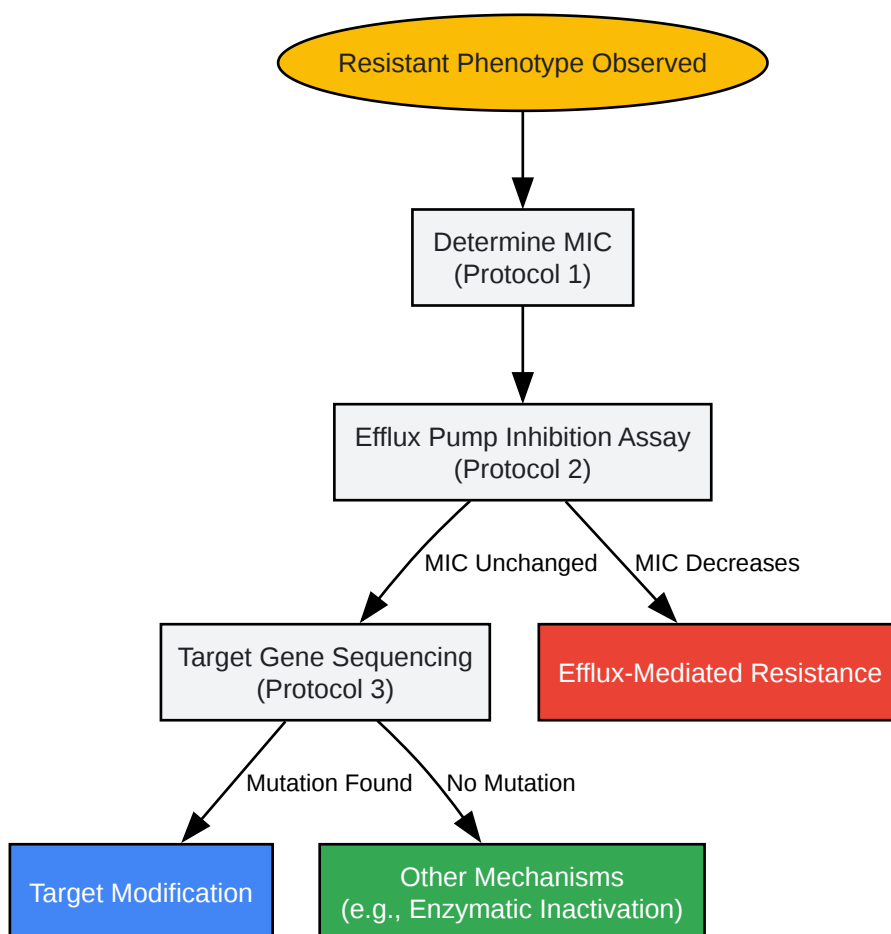 Resistant Phenotype Observed
Determine MIC
(Protocol 1)
Efflux Pump Inhibition Assay
(Protocol 2)
MIC Unchanged
MIC Decreases
Target Gene Sequencing
(Protocol 3)
Efflux-Mediated Resistance
Mutation Found
No Mutation
Target Modification
Other Mechanisms
(e.g., Enzymatic Inactivation)